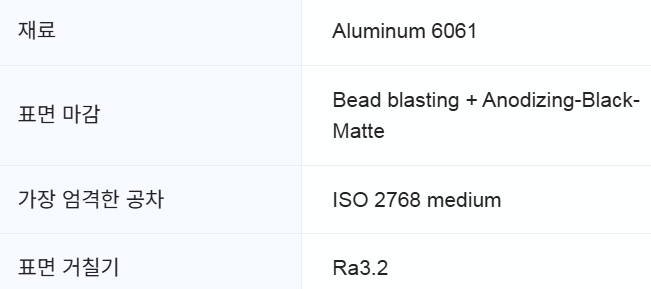 재료
Aluminum 6061
표면 마감
Bead blasting + Anodizing-Black-
Matte
가장 엄격한 공차
ISO 2768 medium
표면 거칠기
Ra3.2